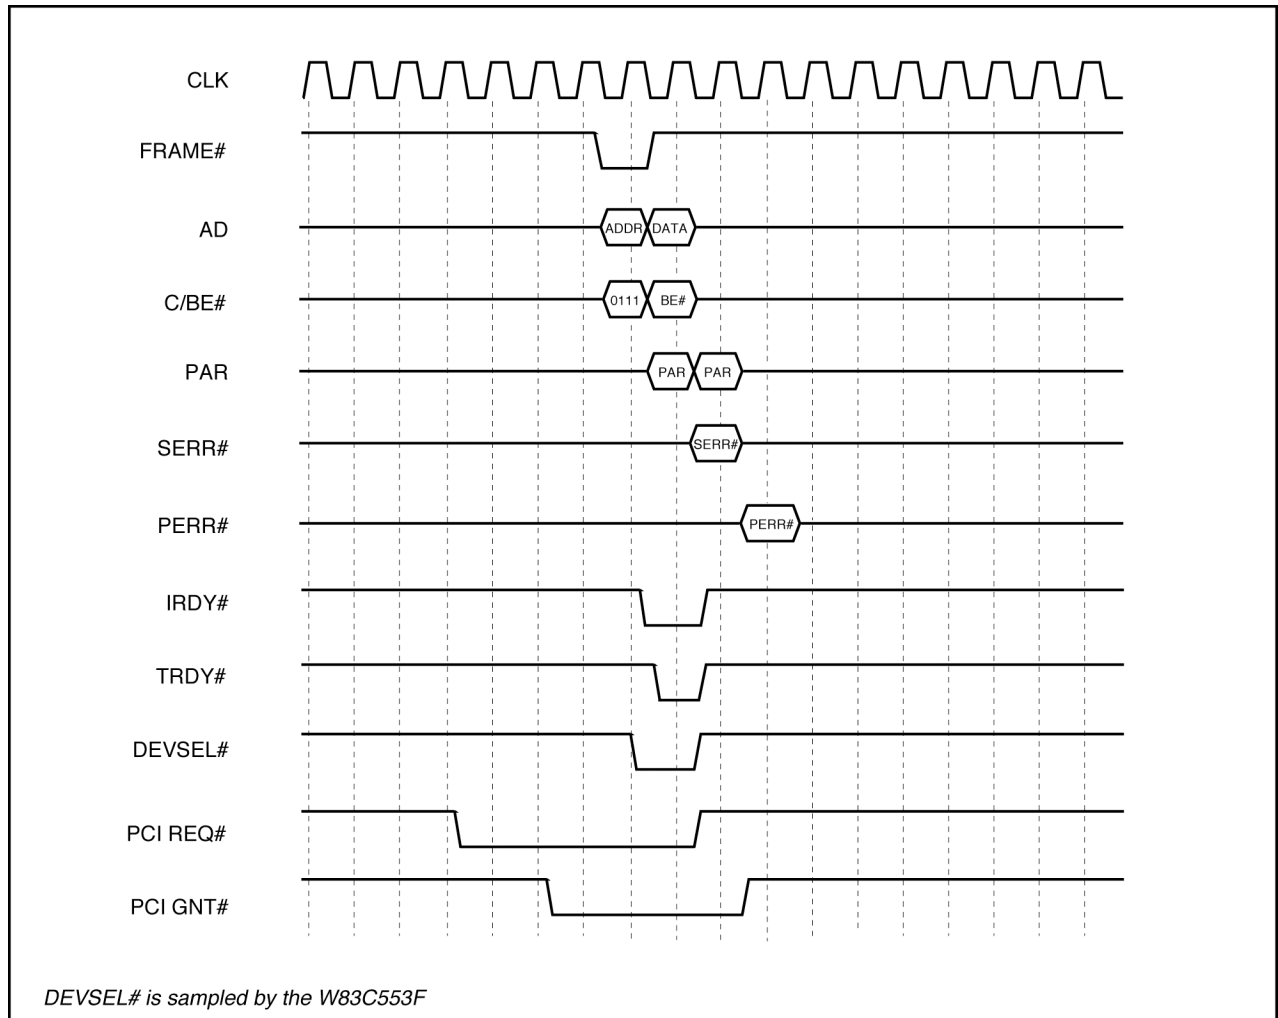 CLK
FRAME#
AD
ADDR DATA
C/BE#
0111 BE#
PAR
PAR PAR
SERR#
SERR#
PERR#
PERR#
IRDY#
TRDY#
DEVSEL#
PCI REQ#
PCI GNT#
DEVSEL# is sampled by the W83C553F